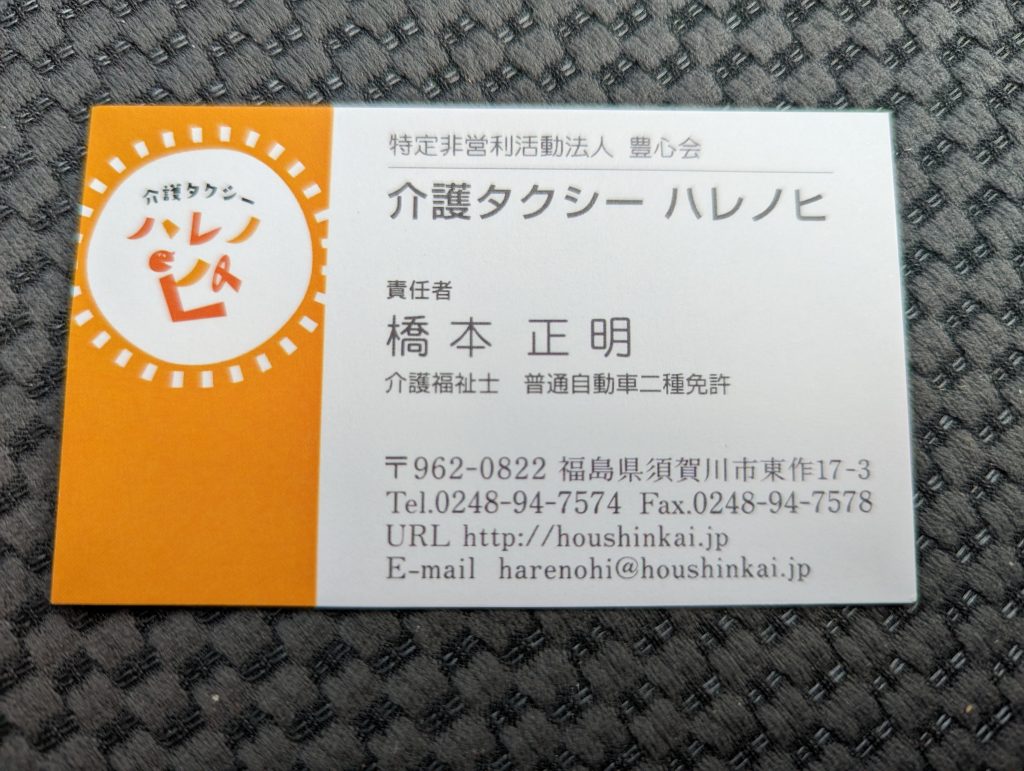 介護タクシー
ハレノ
ヒ
特定非営利活動法人 豊心会
介護タクシー ハレノヒ
責任者
橋本 正明
介護福祉士 普通自動車二種免許
〒962-0822 福島県須賀川市東作17-3
Tel.0248-94-7574 Fax.0248-94-7578
URL http://houshinkai.jp
E-mail harenohi@houshinkai.jp